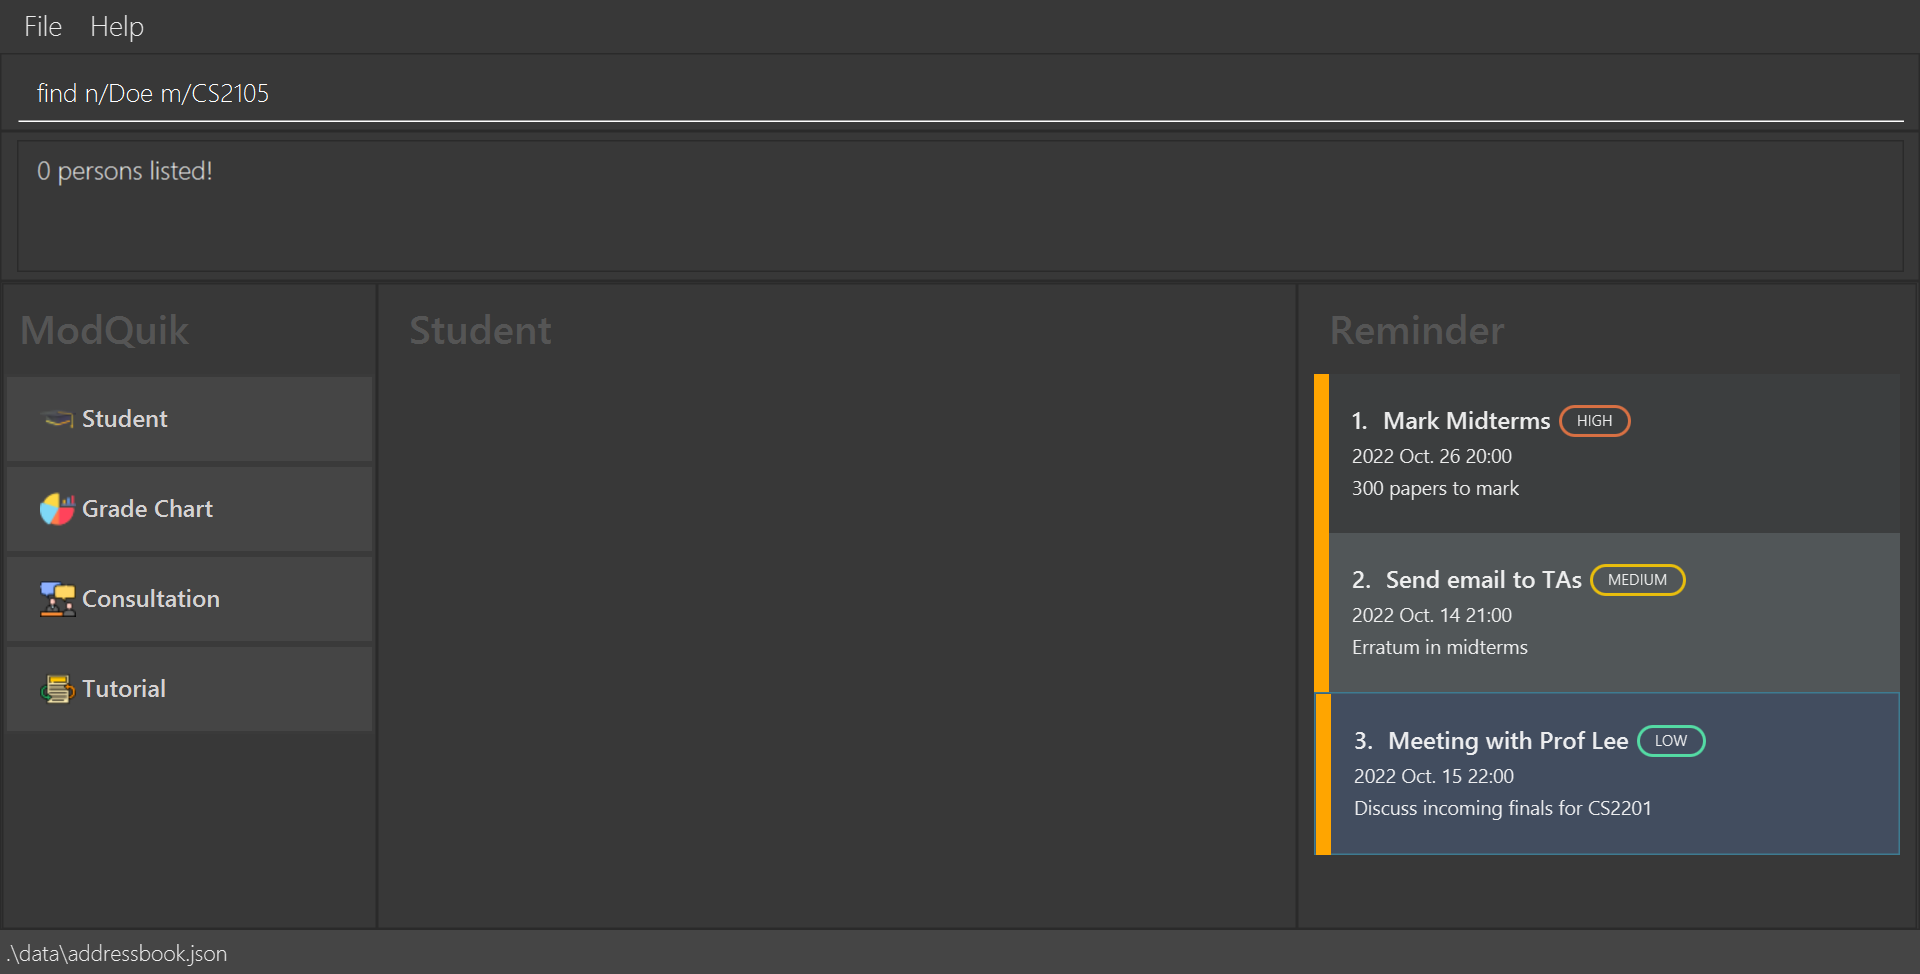 File Help
find n/Doe m/CS2105
0 persons listed!
ModQuik
Student
Grade Chart
Consultation
Tutorial
Student
Reminder
1. Mark Midterms HIGH
2022 Oct. 26 20:00
300 papers to mark
2. Send email to TAs MEDIUM
2022 Oct. 14 21:00
Erratum in midterms
3. Meeting with Prof Lee LOW
2022 Oct. 15 22:00
Discuss incoming finals for CS2201
.\data\addressbook.json